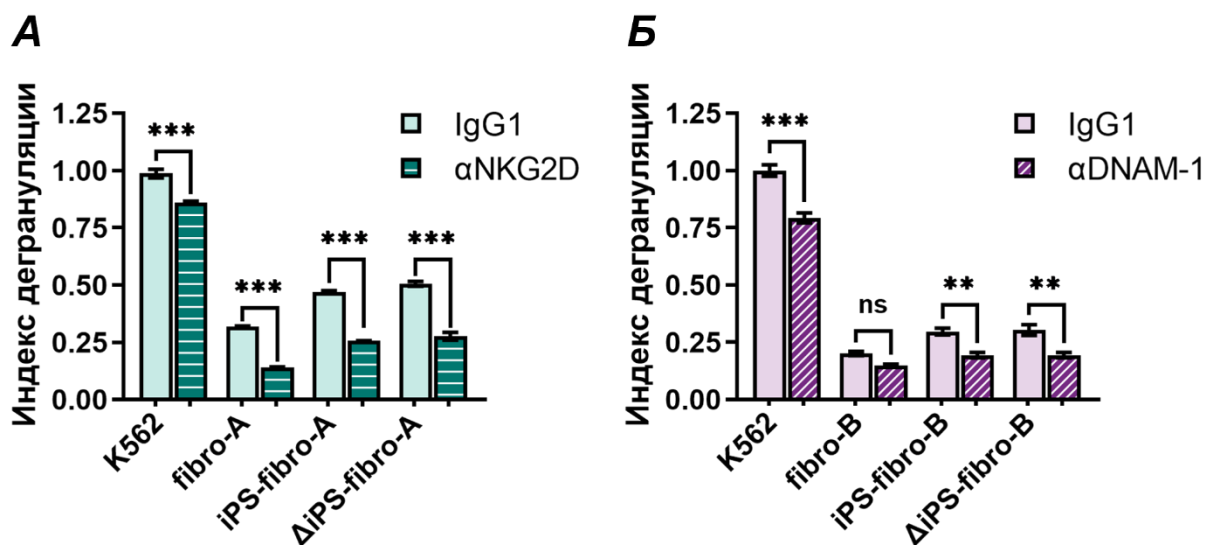 А
Индекс дегрануляции
1.25
1.00
0.75
0.50
0.25
0.00
***
***
***
***
IgG1
αNKG2D
K562
fibro-A
iPS-fibro-A
ΔiPS-fibro-A
Б
Индекс дегрануляции
1.25
1.00
0.75
0.50
0.25
0.00
***
ns
**
**
IgG1
αDNAM-1
K562
fibro-B
iPS-fibro-B
ΔiPS-fibro-B